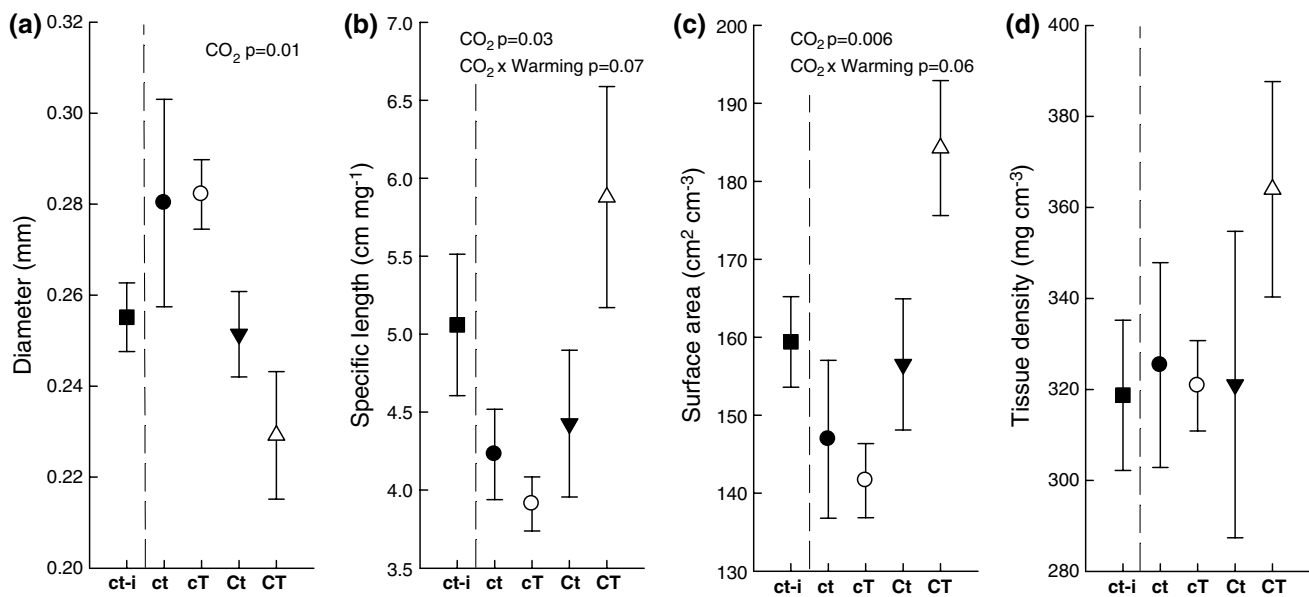 (a)
Diameter (mm)
0.32
0.30
0.28
0.26
0.24
0.22
0.20
CO2 p=0.01
ct-i ct cT Ct CT
(b)
Specific length (cm mg-1)
7.0
6.5
6.0
5.5
5.0
4.5
4.0
3.5
CO2 p=0.03
CO2 x Warming p=0.07
ct-i ct cT Ct CT
(c)
Surface area (cm2 cm-3)
200
190
180
170
160
150
140
130
CO2 p=0.006
CO2 x Warming p=0.06
ct-i ct cT Ct CT
(d)
Tissue density (mg cm-3)
400
380
360
340
320
300
280
ct-i ct cT Ct CT